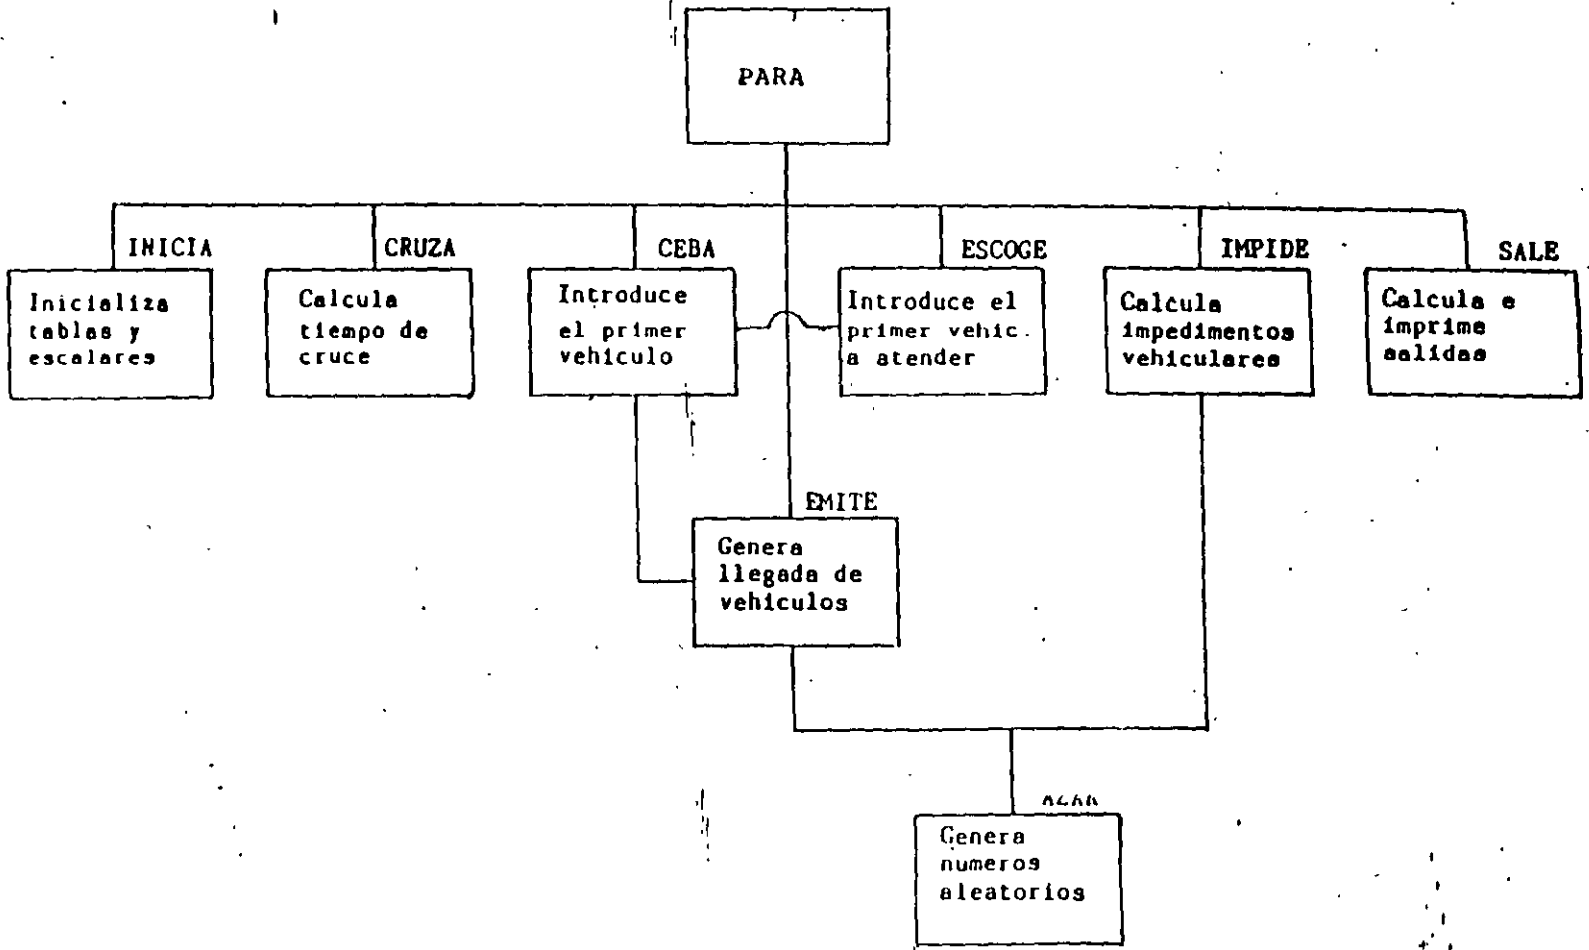 PARA
INICIA
Inicializa
tablas y
escalares
CRUZA
Calcula
tiempo de
cruce
CEBA
Introduce
el primer
vehiculo
ESCOGE
Introduce el
primer vehic.
a atender
IMPIDE
Calcula
impedimentos
vehiculares
SALE
Calcula e
imprime
salidas
EMITE
Genera
llegada de
vehiculos
Genera
numeros
aleatorios